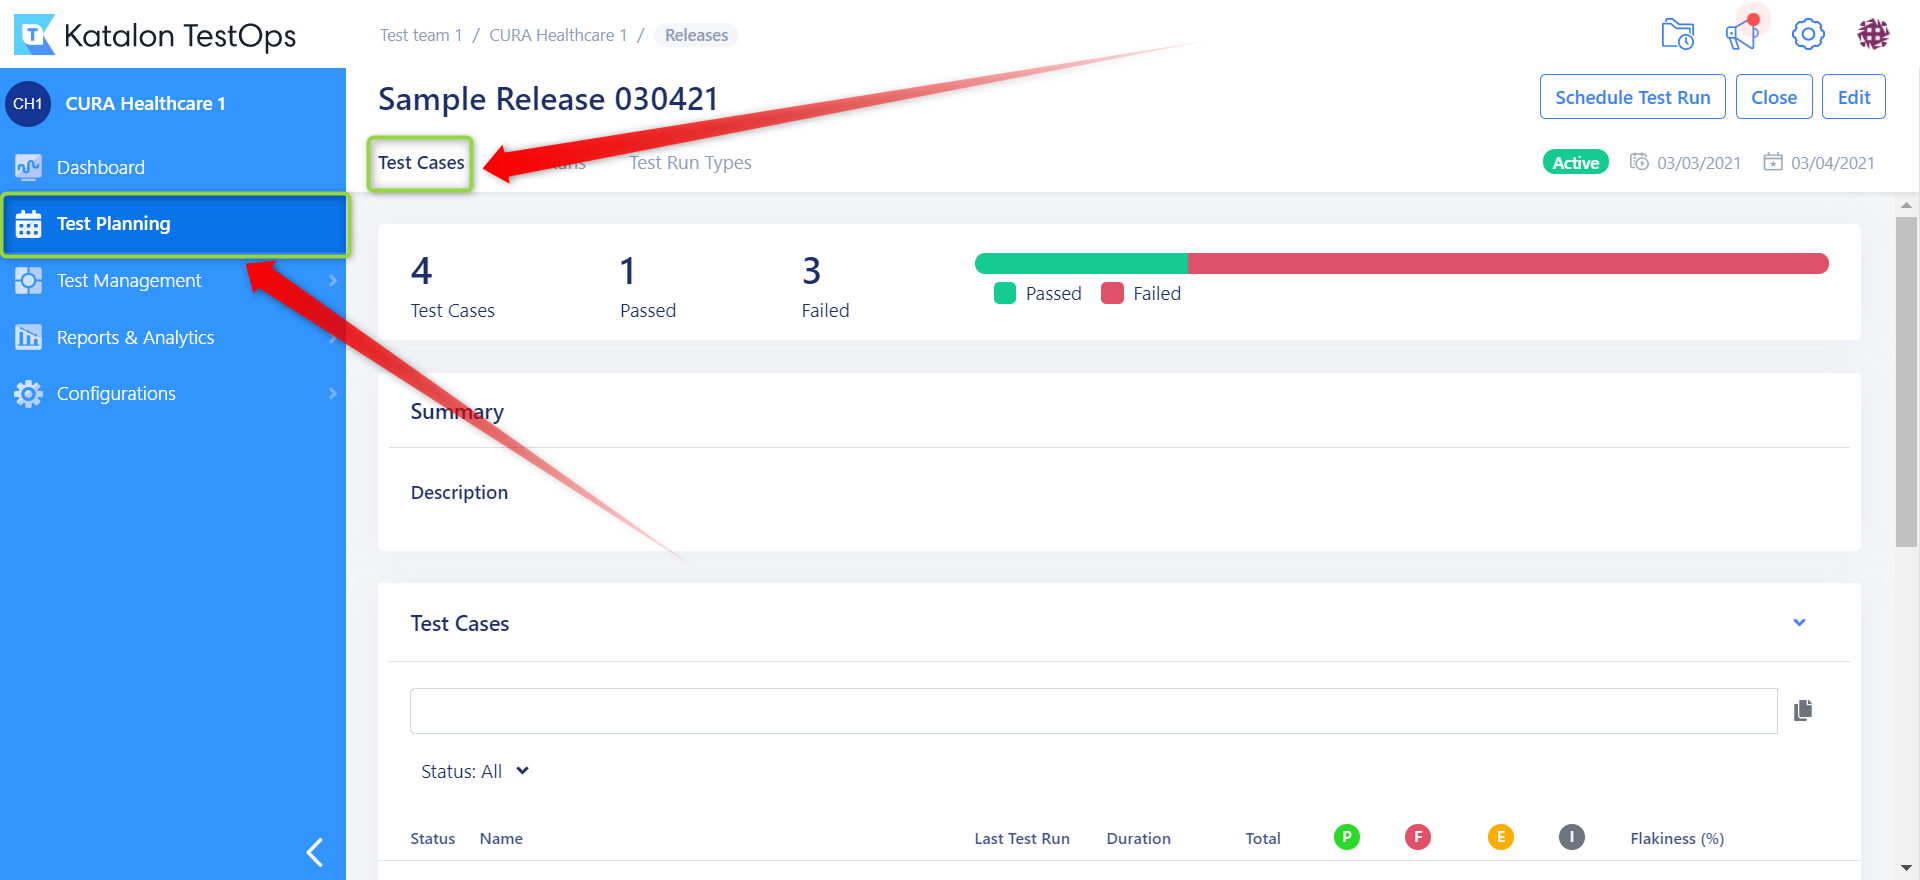 Katalon TestOps
Test team 1 / CURA Healthcare 1 / Releases
CH1 CURA Healthcare 1
Dashboard
Test Planning
Test Management
Reports & Analytics
Configurations
Sample Release 030421
Schedule Test Run Close Edit
Test Cases Runs Test Run Types
Active 03/03/2021 03/04/2021
4 1 3
Test Cases Passed Failed
Passed Failed
Summary
Description
Test Cases
Status: All
Status Name Last Test Run Duration Total P F E I Flakiness (%)